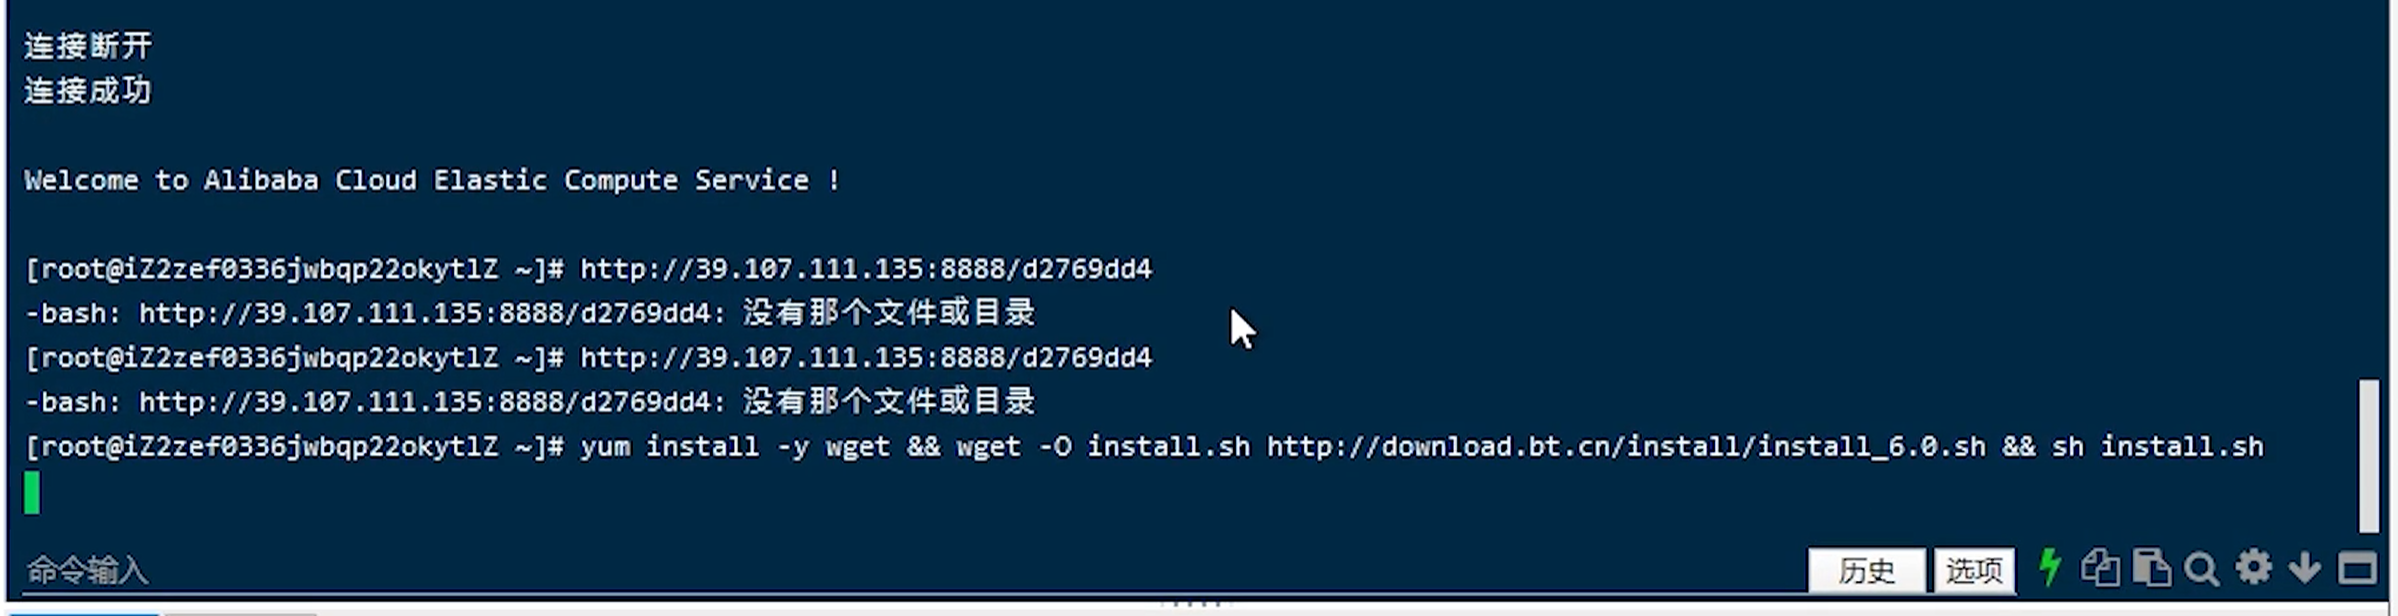 连接断开
连接成功
Welcome to Alibaba Cloud Elastic Compute Service !
[root@iZ2zef0336jwbqp22okytlZ ~]# http://39.107.111.135:8888/d2769dd4
-bash: http://39.107.111.135:8888/d2769dd4: 没有那个文件或目录
[root@iZ2zef0336jwbqp22okytlZ ~]# http://39.107.111.135:8888/d2769dd4
-bash: http://39.107.111.135:8888/d2769dd4: 没有那个文件或目录
[root@iZ2zef0336jwbqp22okytlZ ~]# yum install -y wget && wget -O install.sh http://download.bt.cn/install/install_6.0.sh && sh install.sh
命令输入 历史 选项